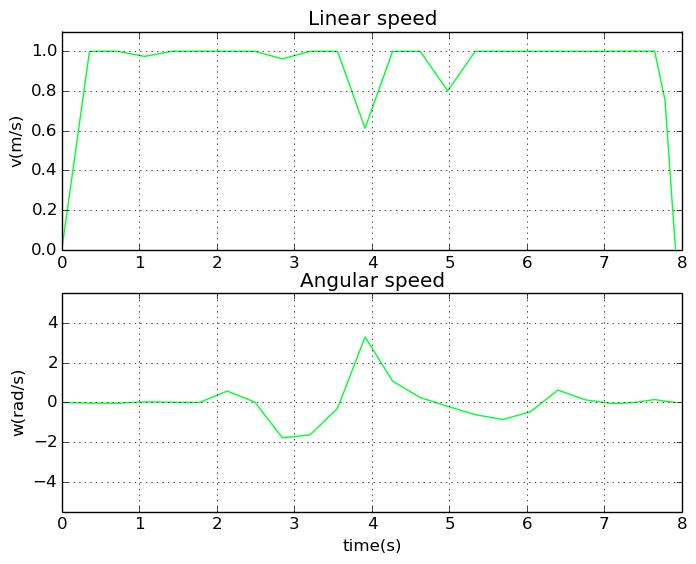 Linear speed
v(m/s)
1.0
0.8
0.6
0.4
0.2
0.0
0 1 2 3 4 5 6 7 8
Angular speed
w(rad/s)
4
2
0
−2
−4
0 1 2 3 4 5 6 7 8
time(s)